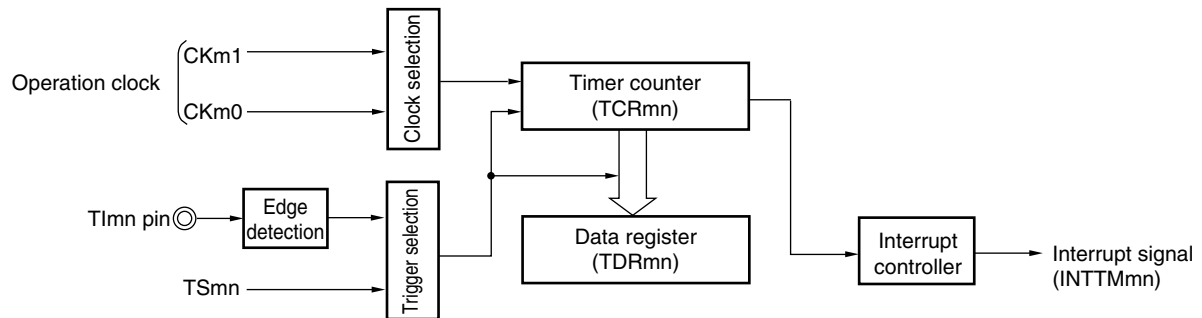 Operation clock
CKm1
CKm0
Clock selection
Timer counter
(TCRmn)
TImn pin
Edge
detection
TSmn
Trigger selection
Data register
(TDRmn)
Interrupt
controller
Interrupt signal
(INTTMmn)